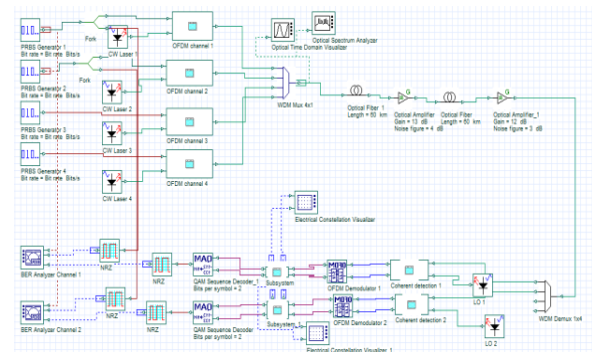 PRBS Generator 1
Bit rate = Bit rate Bits/s
Fork
CW Laser 1
OFDM channel 1
Optical Time Domain Visualizer
Optical Spectrum Analyzer
PRBS Generator 2
Bit rate = Bit rate Bits/s
Fork
CW Laser 2
OFDM channel 2
WDM Mux 4x1
Optical Fiber_1
Length = 50 km
G
Optical Amplifier
Gain = 13 dB
Noise figure = 4 dB
Optical Fiber
Length = 60 km
G
Optical Amplifier_1
Gain = 12 dB
Noise figure = 3 dB
PRBS Generator 3
Bit rate = Bit rate Bits/s
CW Laser 3
OFDM channel 3
PRBS Generator 4
Bit rate = Bit rate Bits/s
CW Laser 4
OFDM channel 4
Electrical Constellation Visualizer
BER Analyzer Channel 1
NRZ
NRZ
MAQ
QAM Sequence Decoder_
Bits per symbol = 2
Subsystem
OFDM Demodulator 1
Coherent detection 1
LO 1
WDM Demux 1x4
BER Analyzer Channel 2
NRZ
NRZ
MAQ
QAM Sequence Decoder
Bits per symbol = 2
Subsystem_
OFDM Demodulator 2
Coherent detection 2
LO 2
Electrical Constellation Visualizer_1